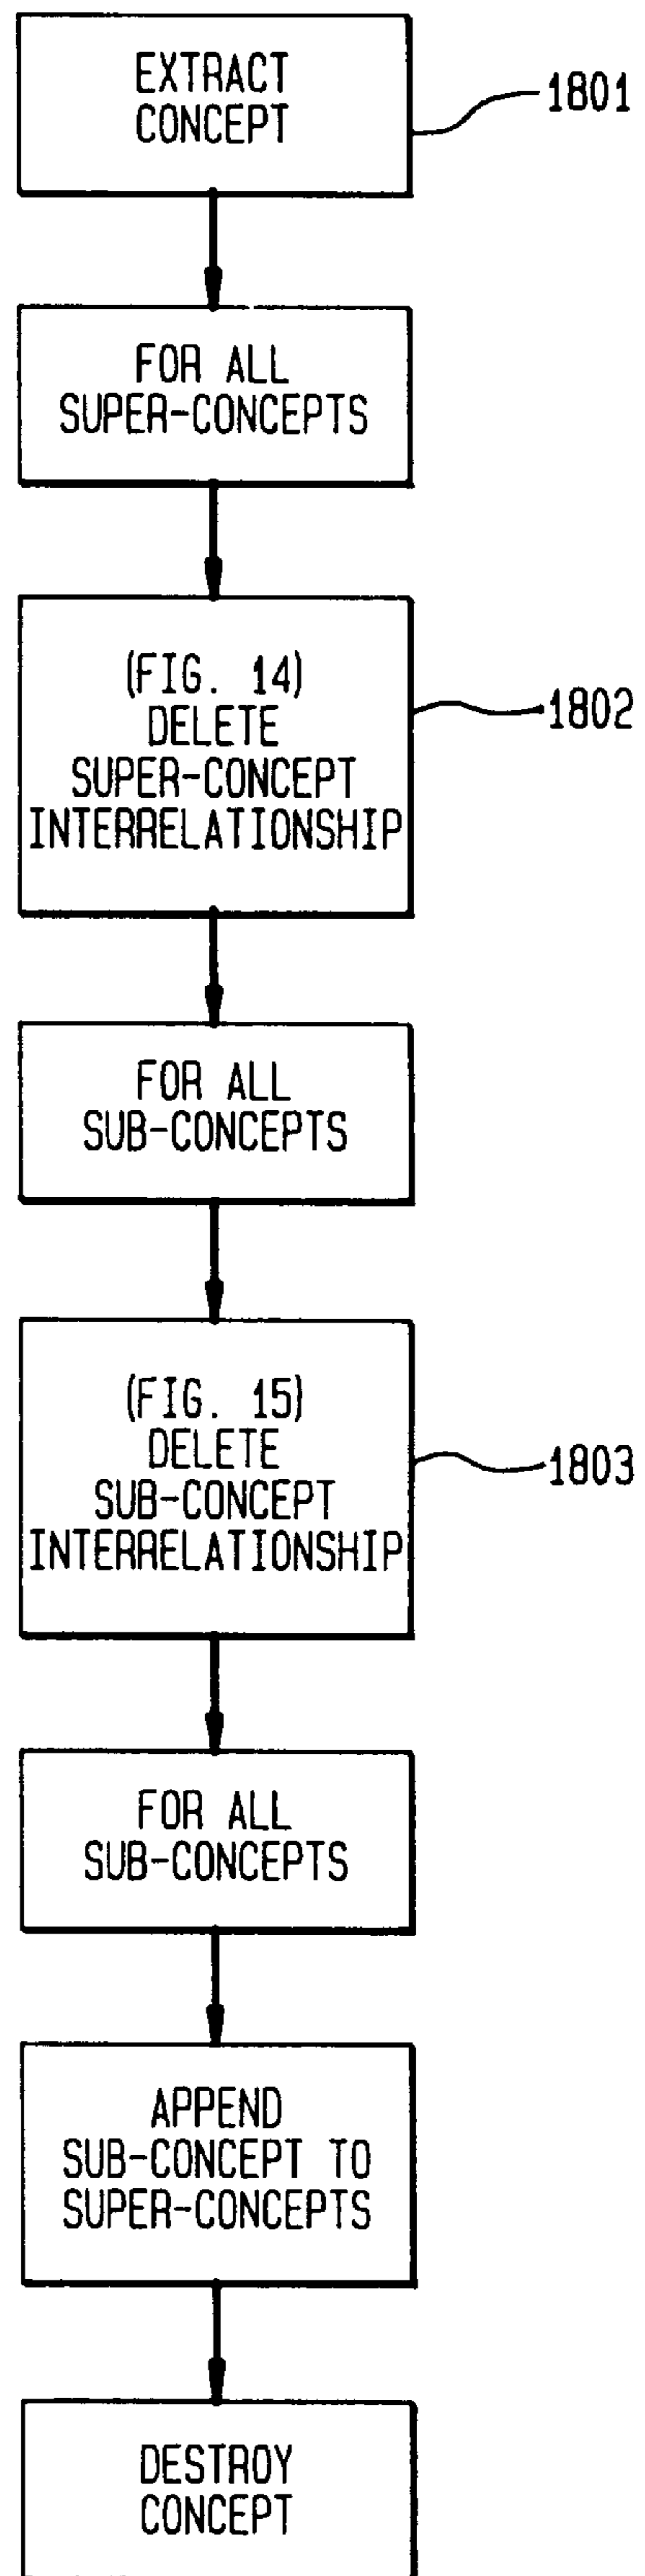 EXTRACT
CONCEPT
1801
FOR ALL
SUPER-CONCEPTS
(FIG. 14)
DELETE
SUPER-CONCEPT
INTERRELATIONSHIP
1802
FOR ALL
SUB-CONCEPTS
(FIG. 15)
DELETE
SUB-CONCEPT
INTERRELATIONSHIP
1803
FOR ALL
SUB-CONCEPTS
APPEND
SUB-CONCEPT TO
SUPER-CONCEPTS
DESTROY
CONCEPT